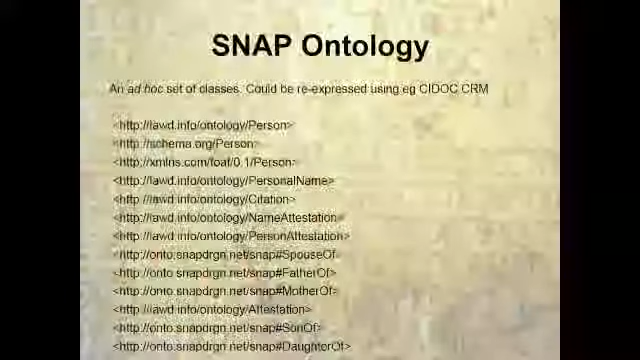 SNAP Ontology
An ad hoc set of classes. Could be re-expressed using eg CIDOC CRM
<http://lawd.info/ontology/Person>
<http://schema.org/Person>
<http://xmlns.com/foaf/0.1/Person>
<http://lawd.info/ontology/PersonalName>
<http://lawd.info/ontology/Citation>
<http://lawd.info/ontology/NameAttestation>
<http://lawd.info/ontology/PersonAttestation>
<http://onto.snapdrgn.net/snap#SpouseOf>
<http://onto.snapdrgn.net/snap#FatherOf>
<http://onto.snapdrgn.net/snap#MotherOf>
<http://lawd.info/ontology/Attestation>
<http://onto.snapdrgn.net/snap#SonOf>
<http://onto.snapdrgn.net/snap#DaughterOf>